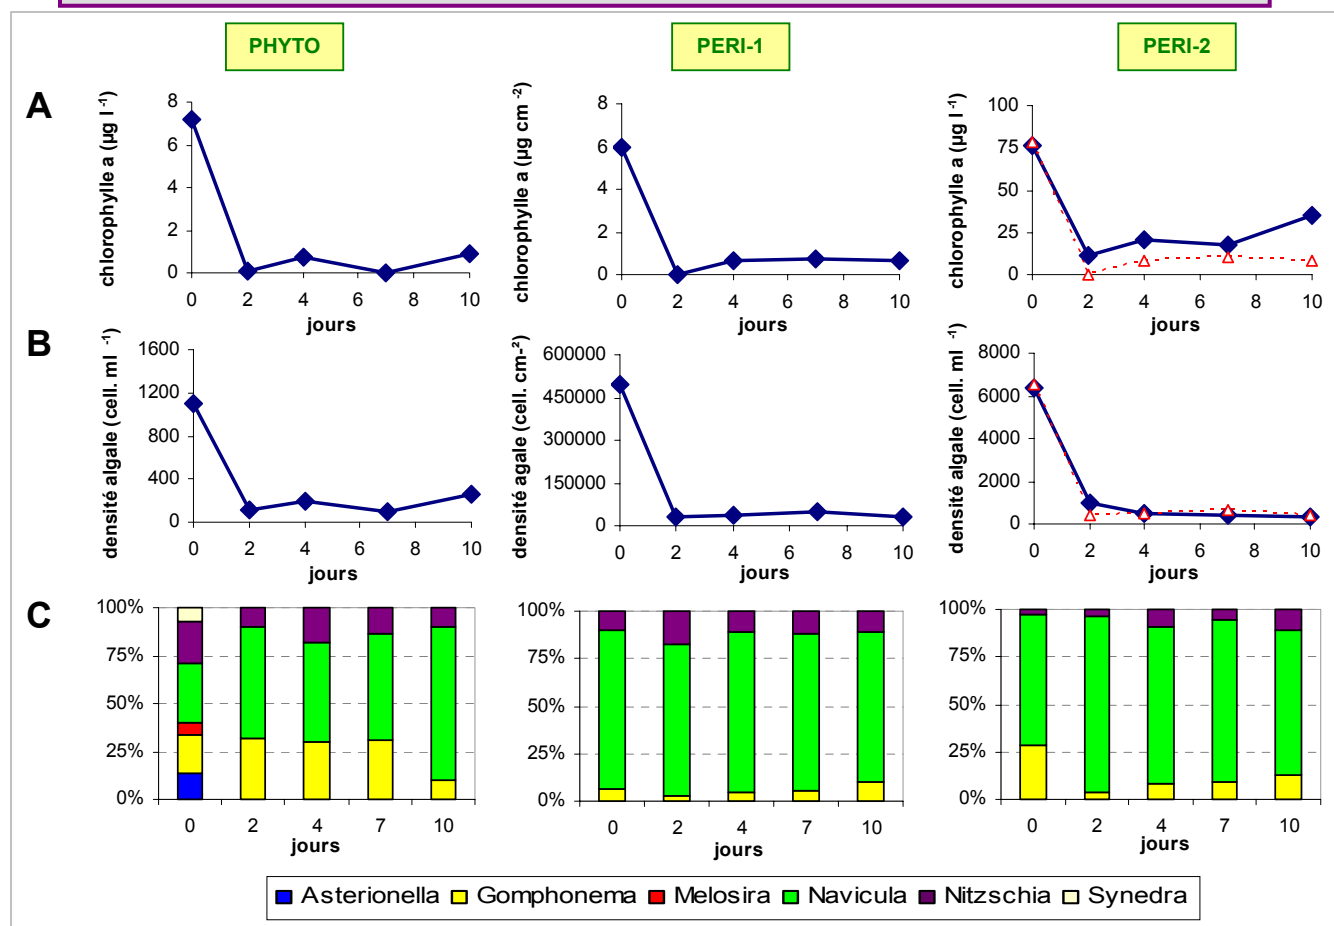 PHYTO PERI-1 PERI-2
A
chlorophylle a (µg l -1)
8
6
4
2
0
0 2 4 6 8 10
jours
chlorophylle a (µg cm -2)
8
6
4
2
0
0 2 4 6 8 10
jours
chlorophylle a (µg l -1)
100
75
50
25
0
0 2 4 6 8 10
jours
B
densité algale (cell. ml -1)
1600
1200
800
400
0
0 2 4 6 8 10
jours
densité agale (cell. cm-²)
600000
450000
300000
150000
0
0 2 4 6 8 10
jours
densité algale (cell. ml -1)
8000
6000
4000
2000
0
0 2 4 6 8 10
jours
C
100%
75%
50%
25%
0%
0 2 4 7 10
jours
100%
75%
50%
25%
0%
0 2 4 7 10
jours
100%
75%
50%
25%
0%
0 2 4 7 10
jours
Asterionella Gomphonema Melosira Navicula Nitzschia Synedra